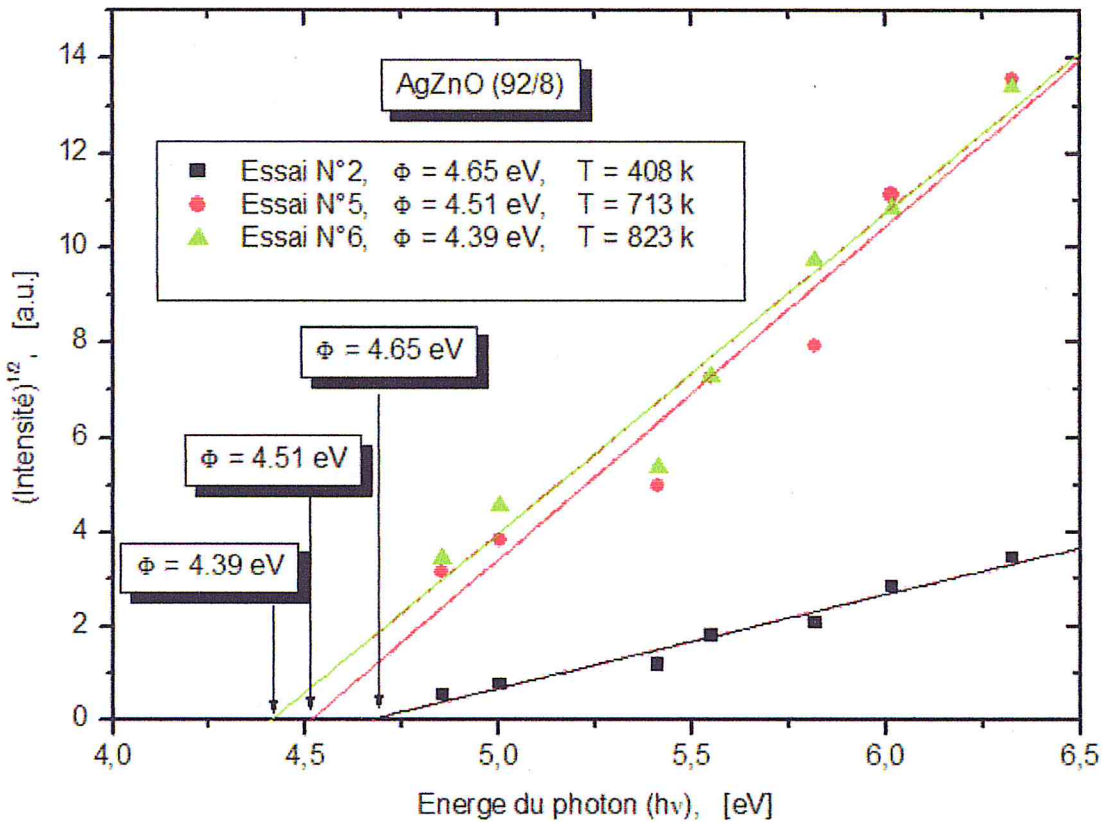 AgZnO (92/8)
Essai N°2, Φ = 4.65 eV, T = 408 k
Essai N°5, Φ = 4.51 eV, T = 713 k
Essai N°6, Φ = 4.39 eV, T = 823 k
Φ = 4.65 eV
Φ = 4.51 eV
Φ = 4.39 eV
(Intensité)^1/2, [a.u.]
14
12
10
8
6
4
2
0
4,0 4,5 5,0 5,5 6,0 6,5
Energe du photon (hν), [eV]